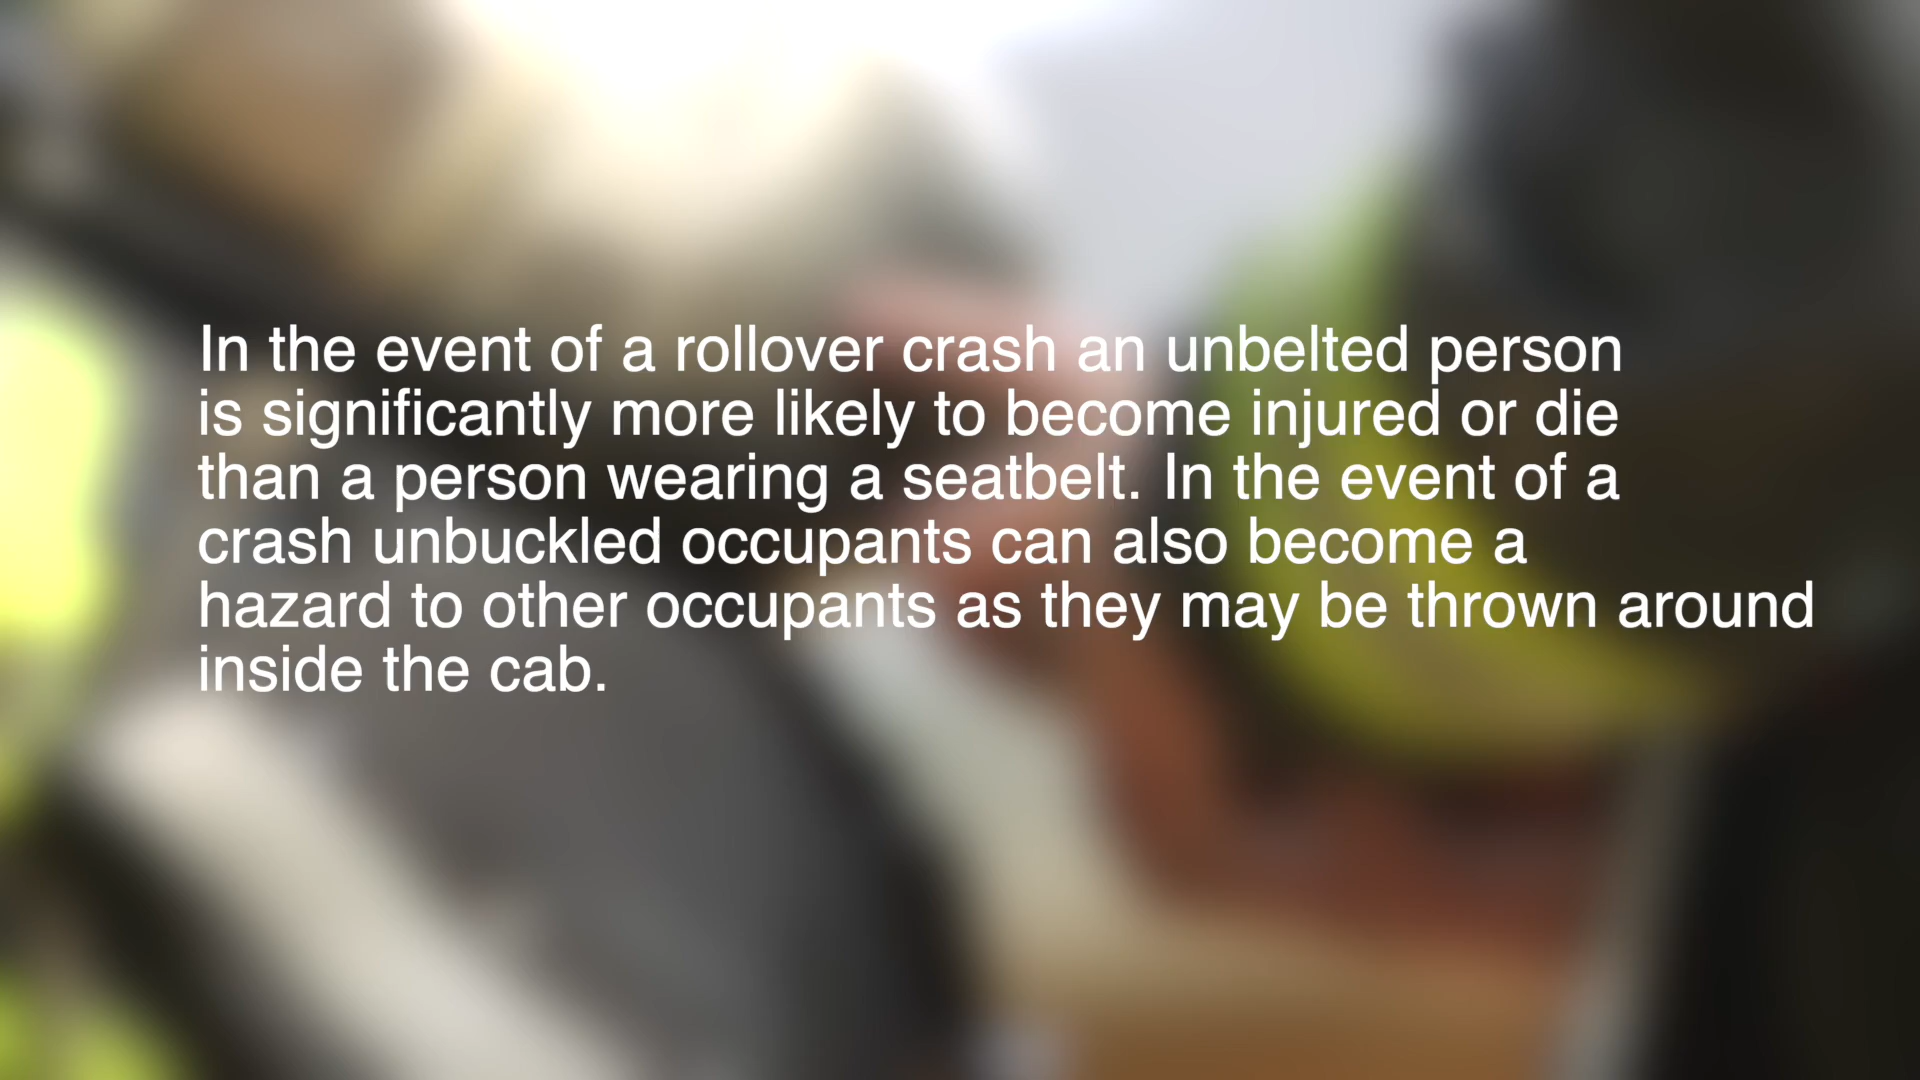 In the event of a rollover crash an unbelted person
is significantly more likely to become injured or die
than a person wearing a seatbelt. In the event of a
crash unbuckled occupants can also become a
hazard to other occupants as they may be thrown around
inside the cab.